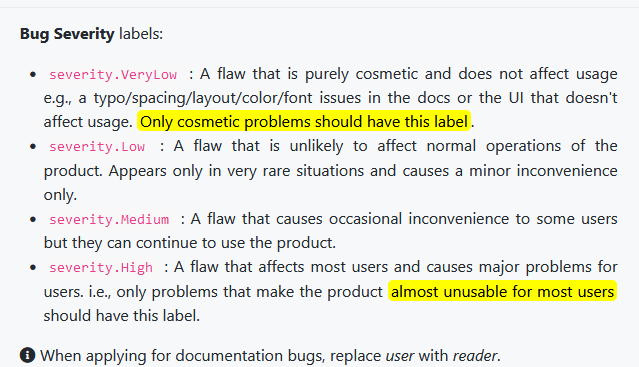 Bug Severity labels:
• severity.VeryLow : A flaw that is purely cosmetic and does not affect usage
e.g., a typo/spacing/layout/color/font issues in the docs or the UI that doesn't
affect usage. Only cosmetic problems should have this label.
• severity.Low : A flaw that is unlikely to affect normal operations of the
product. Appears only in very rare situations and causes a minor inconvenience
only.
• severity.Medium : A flaw that causes occasional inconvenience to some users
but they can continue to use the product.
• severity.High : A flaw that affects most users and causes major problems for
users. i.e., only problems that make the product almost unusable for most users
should have this label.
When applying for documentation bugs, replace user with reader.